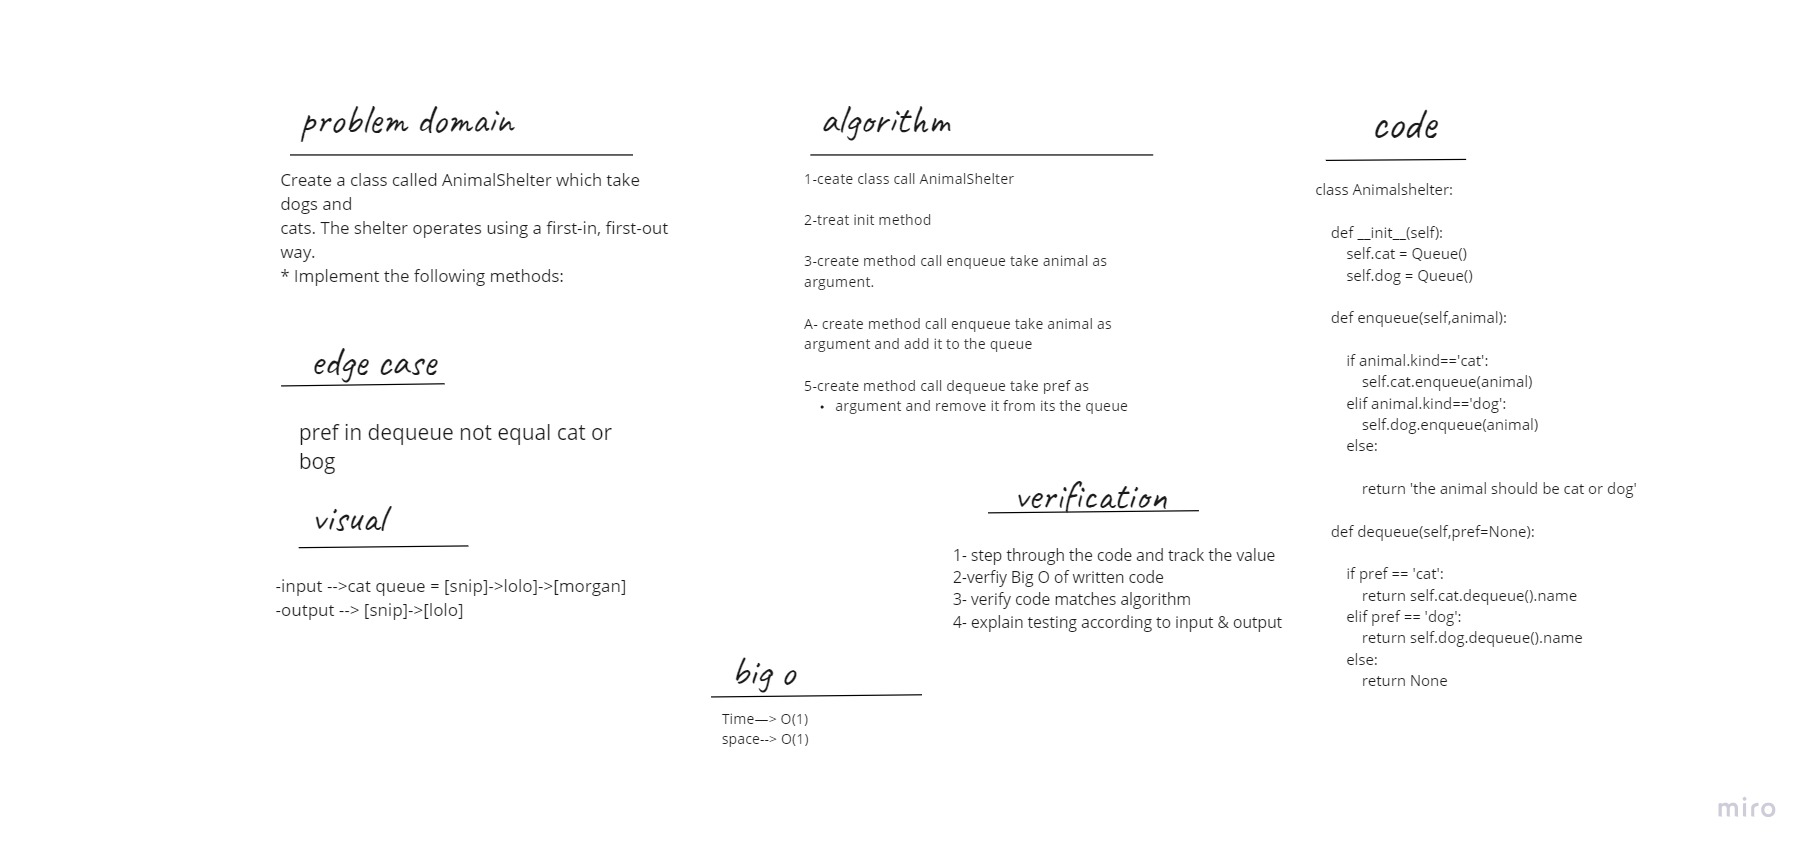 problem domain
Create a class called AnimalShelter which take
dogs and
cats. The shelter operates using a first-in, first-out
way.
* Implement the following methods:
edge case
pref in dequeue not equal cat or
bog
visual
-input -->cat queue = [snip]->lolo]->[morgan]
-output --> [snip]->[lolo]
algorithm
1-ceate class call AnimalShelter
2-treat init method
3-create method call enqueue take animal as
argument.
A- create method call enqueue take animal as
argument and add it to the queue
5-create method call dequeue take pref as
• argument and remove it from its the queue
verification
1- step through the code and track the value
2-verfiy Big O of written code
3- verify code matches algorithm
4- explain testing according to input & output
big o
Time—> O(1)
space--> O(1)
code
class Animalshelter:
def __init__(self):
self.cat = Queue()
self.dog = Queue()
def enqueue(self,animal):
if animal.kind=='cat':
self.cat.enqueue(animal)
elif animal.kind=='dog':
self.dog.enqueue(animal)
else:
return 'the animal should be cat or dog'
def dequeue(self,pref=None):
if pref == 'cat':
return self.cat.dequeue().name
elif pref == 'dog':
return self.dog.dequeue().name
else:
return None
miro